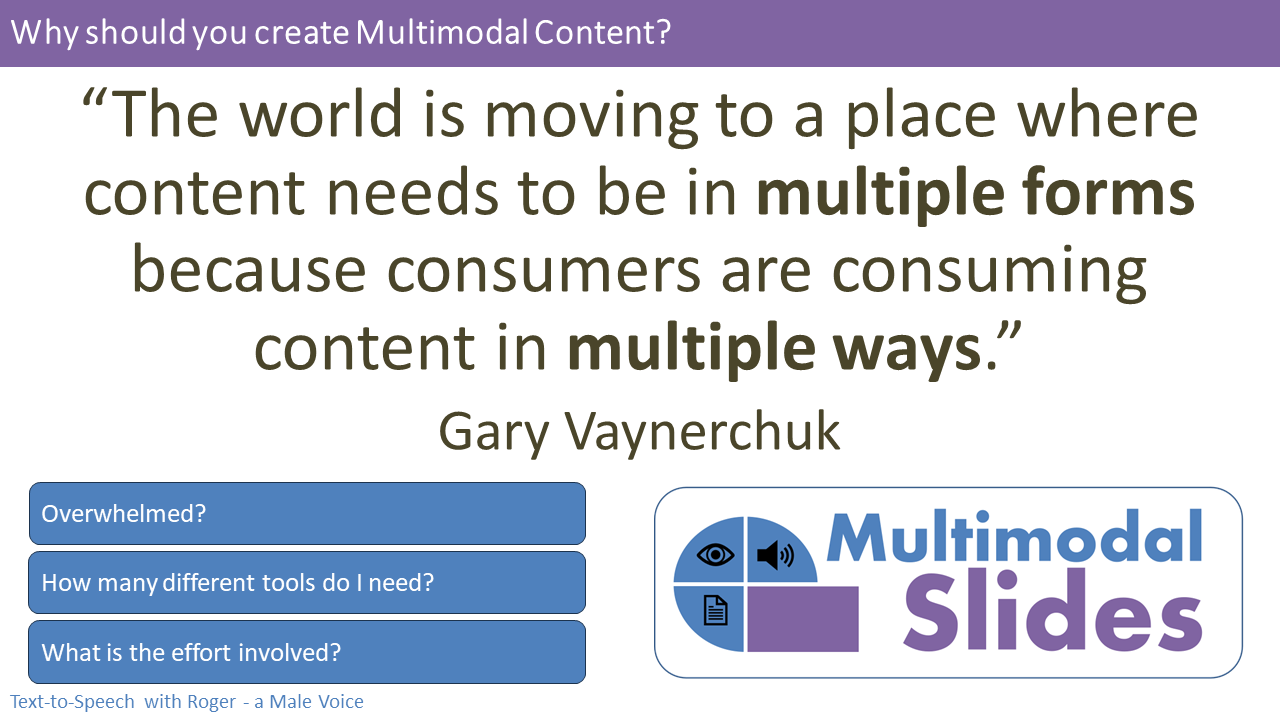 Why should you create Multimodal Content?
“The world is moving to a place where
content needs to be in multiple forms
because consumers are consuming
content in multiple ways.”
Gary Vaynerchuk
Overwhelmed?
How many different tools do I need?
What is the effort involved?
Multimodal
Slides
Text-to-Speech with Roger - a Male Voice